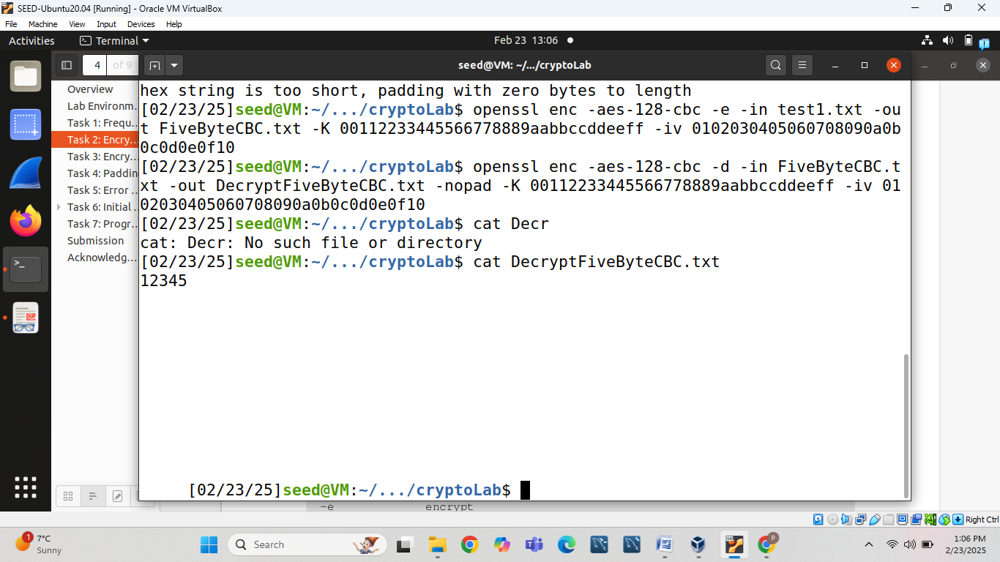 SEED-Ubuntu20.04 [Running] - Oracle VM VirtualBox
File Machine View Input Devices Help
Activities Terminal Feb 23 13:06
4 of 9
seed@VM: ~/.../cryptoLab
Overview
Lab Environm...
Task 1: Frequ...
Task 2: Encry...
Task 3: Encry...
Task 4: Paddin
Task 5: Error ...
Task 6: Initial ...
Task 7: Progr...
Submission
Acknowledg...
hex string is too short, padding with zero bytes to length
[02/23/25]seed@VM:~/.../cryptoLab$ openssl enc -aes-128-cbc -e -in test1.txt -ou
t FiveByteCBC.txt -K 00112233445566778889aabbccddeeff -iv 0102030405060708090a0b
0c0d0e0f10
[02/23/25]seed@VM:~/.../cryptoLab$ openssl enc -aes-128-cbc -d -in FiveByteCBC.t
xt -out DecryptFiveByteCBC.txt -nopad -K 00112233445566778889aabbccddeeff -iv 01
02030405060708090a0b0c0d0e0f10
[02/23/25]seed@VM:~/.../cryptoLab$ cat Decr
cat: Decr: No such file or directory
[02/23/25]seed@VM:~/.../cryptoLab$ cat DecryptFiveByteCBC.txt
12345
[02/23/25]seed@VM:~/.../cryptoLab$
-e encrypt
Right Ctrl
1
7°C
Sunny
Search
P
1:06 PM
2/23/2025